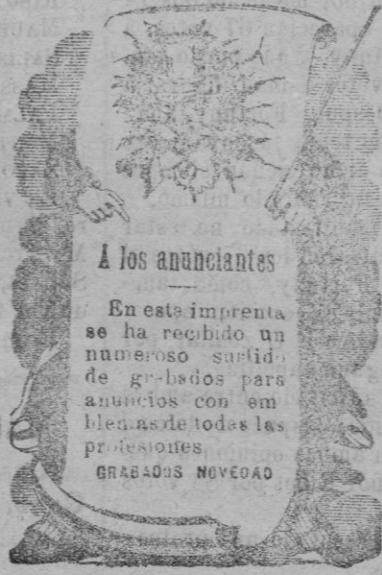 A los anunciantes
En esta imprenta
se ha recibido un
numeroso surtido
de grabados para
anuncios con em
blemas de todas las
profesiones
GRABADOS NOVEDAD